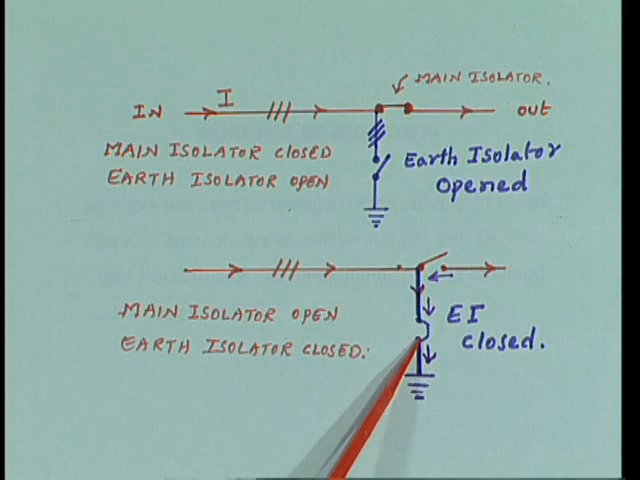 MAIN ISOLATOR.
IN
I
OUT
MAIN ISOLATOR CLOSED
EARTH ISOLATOR OPEN
Earth Isolator
Opened
MAIN ISOLATOR OPEN
EARTH ISOLATOR CLOSED.
EI
closed.